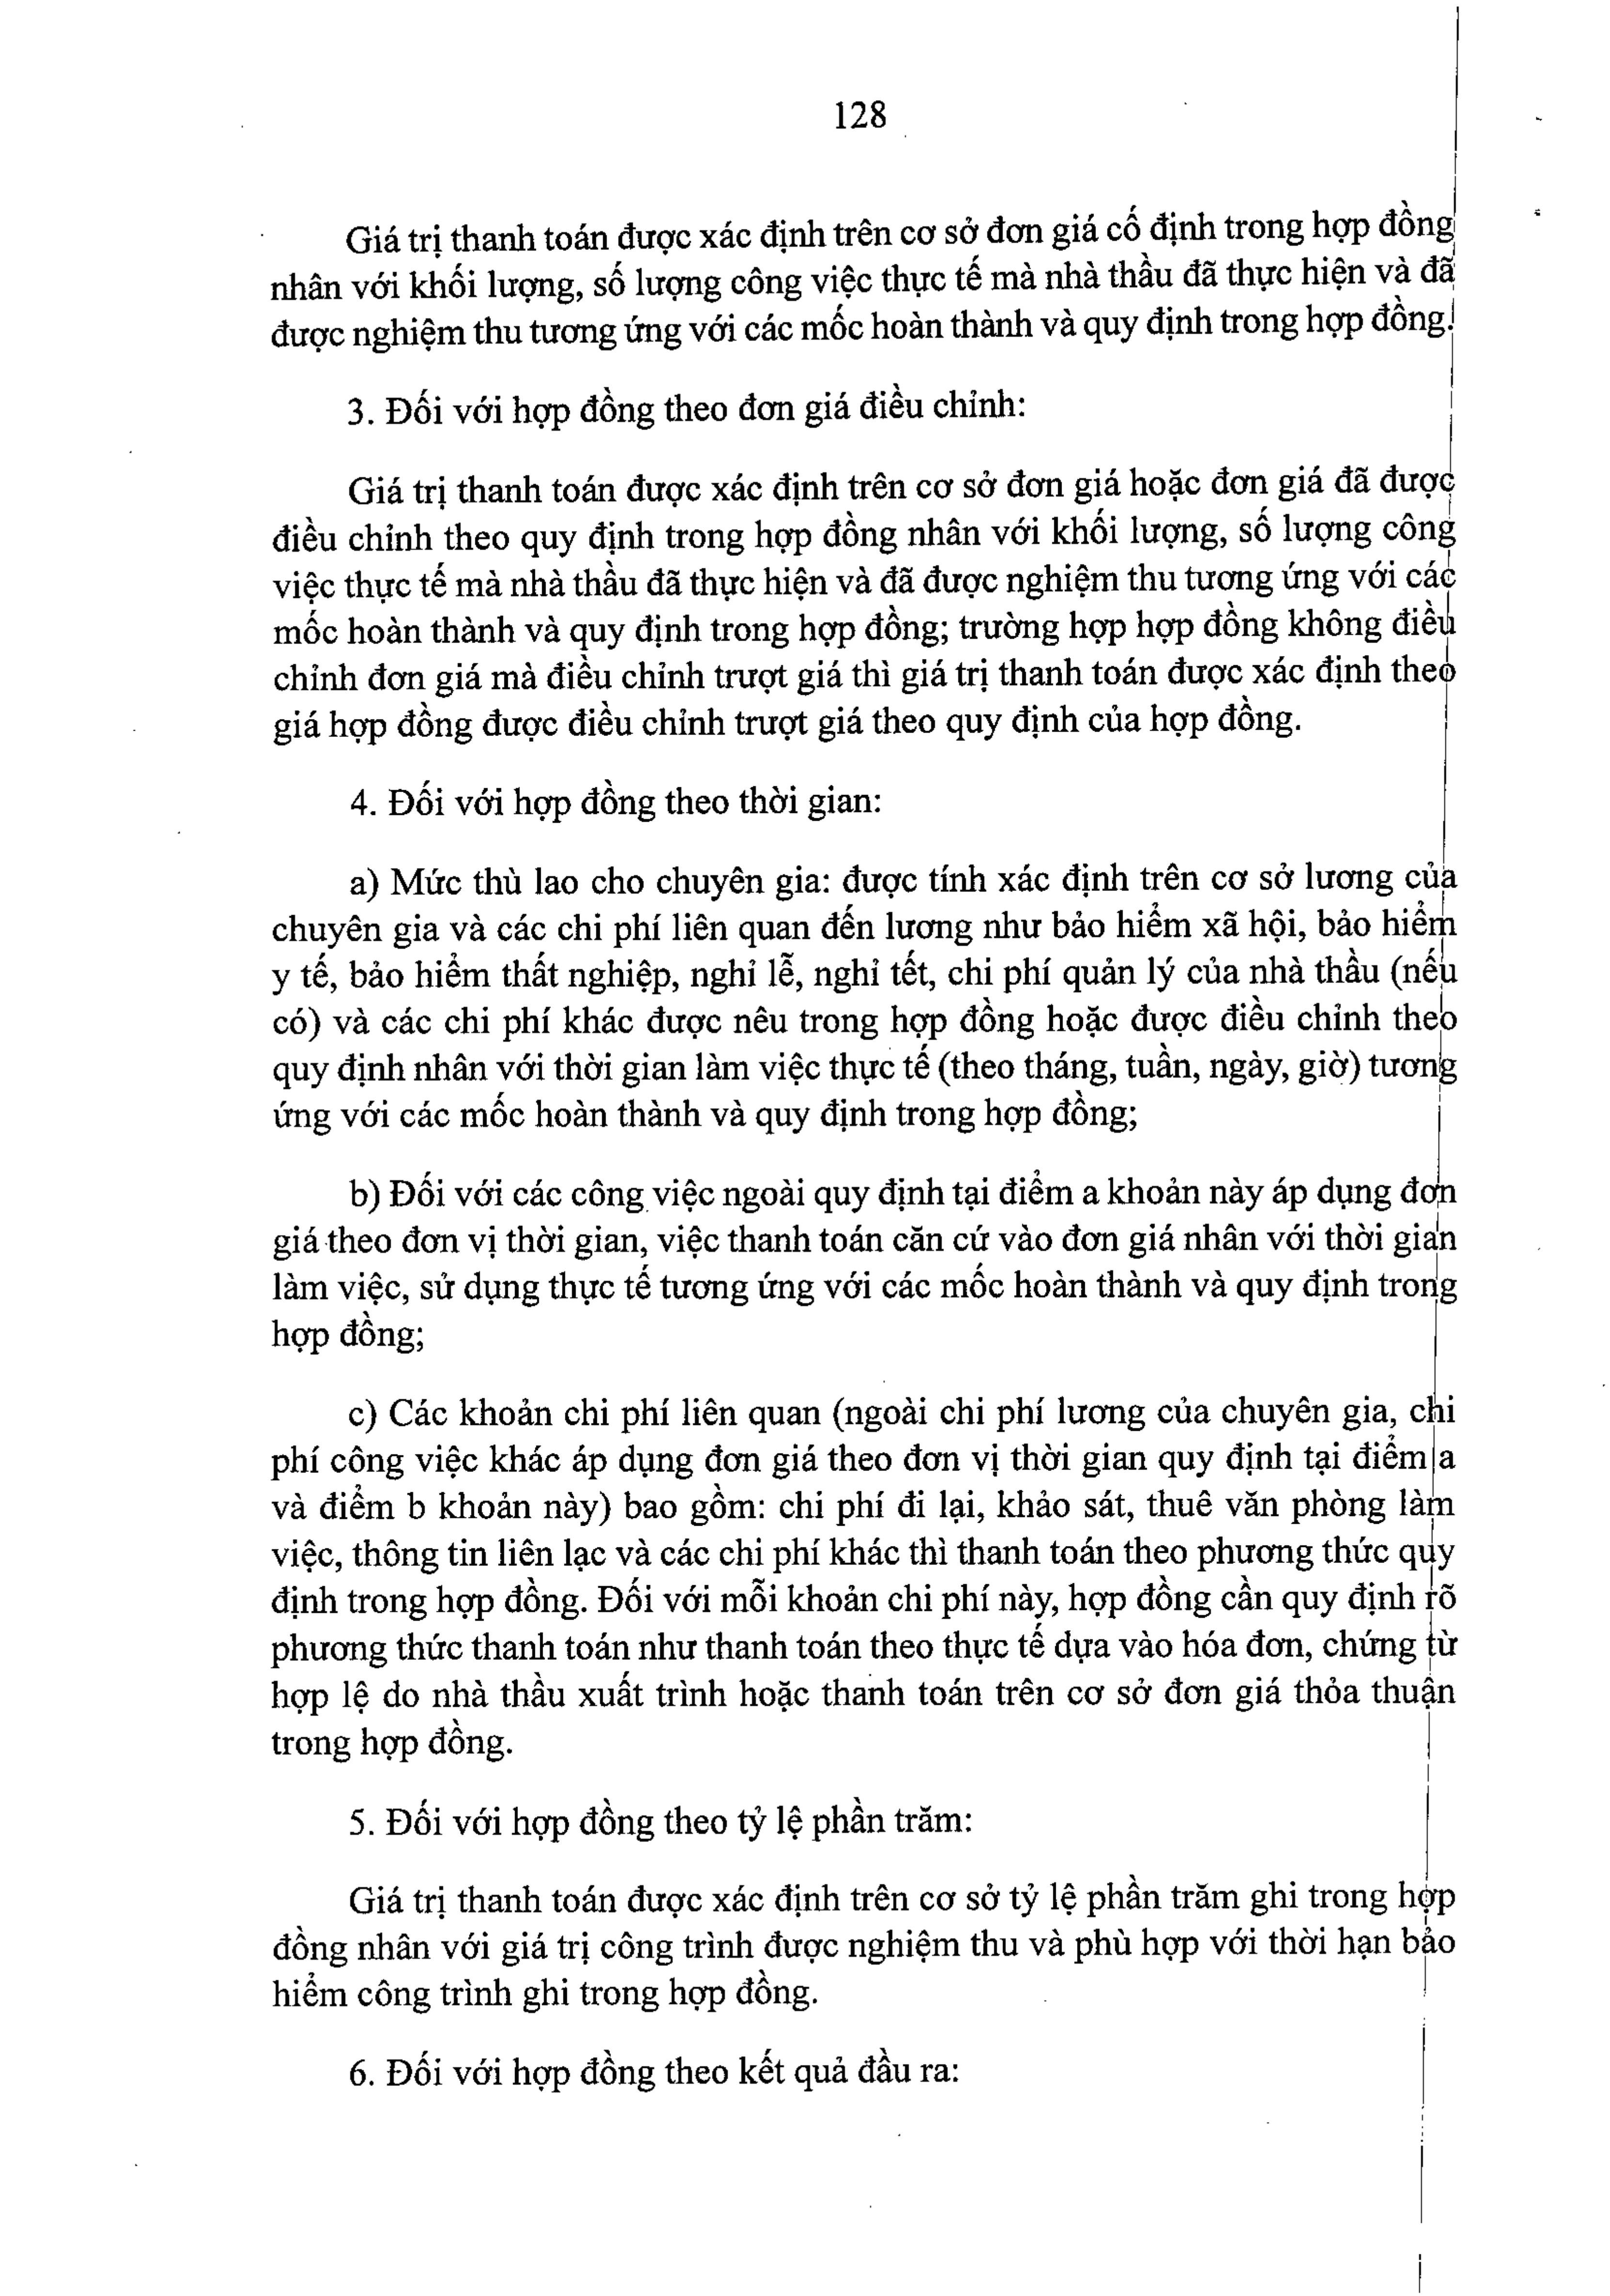 128
Giá trị thanh toán được xác định trên cơ sở đơn giá cố định trong hợp đồng
nhân với khối lượng, số lượng công việc thực tế mà nhà thầu đã thực hiện và đã
được nghiệm thu tương ứng với các mốc hoàn thành và quy định trong hợp đồng.
3. Đối với hợp đồng theo đơn giá điều chỉnh:
Giá trị thanh toán được xác định trên cơ sở đơn giá hoặc đơn giá đã được
điều chỉnh theo quy định trong hợp đồng nhân với khối lượng, số lượng công
việc thực tế mà nhà thầu đã thực hiện và đã được nghiệm thu tương ứng với các
mốc hoàn thành và quy định trong hợp đồng; trường hợp hợp đồng không điều
chỉnh đơn giá mà điều chỉnh trượt giá thì giá trị thanh toán được xác định theo
giá hợp đồng được điều chỉnh trượt giá theo quy định của hợp đồng.
4. Đối với hợp đồng theo thời gian:
a) Mức thù lao cho chuyên gia: được tính xác định trên cơ sở lương của
chuyên gia và các chi phí liên quan đến lương như bảo hiểm xã hội, bảo hiểm
y tế, bảo hiểm thất nghiệp, nghỉ lễ, nghỉ tết, chi phí quản lý của nhà thầu (nếu
có) và các chi phí khác được nêu trong hợp đồng hoặc được điều chỉnh theo
quy định nhân với thời gian làm việc thực tế (theo tháng, tuần, ngày, giờ) tương
ứng với các mốc hoàn thành và quy định trong hợp đồng;
b) Đối với các công việc ngoài quy định tại điểm a khoản này áp dụng đơn
giá theo đơn vị thời gian, việc thanh toán căn cứ vào đơn giá nhân với thời gian
làm việc, sử dụng thực tế tương ứng với các mốc hoàn thành và quy định trong
hợp đồng;
c) Các khoản chi phí liên quan (ngoài chi phí lương của chuyên gia, chi
phí công việc khác áp dụng đơn giá theo đơn vị thời gian quy định tại điểm a
và điểm b khoản này) bao gồm: chi phí đi lại, khảo sát, thuê văn phòng làm
việc, thông tin liên lạc và các chi phí khác thì thanh toán theo phương thức quy
định trong hợp đồng. Đối với mỗi khoản chi phí này, hợp đồng cần quy định rõ
phương thức thanh toán như thanh toán theo thực tế dựa vào hóa đơn, chứng từ
hợp lệ do nhà thầu xuất trình hoặc thanh toán trên cơ sở đơn giá thỏa thuận
trong hợp đồng.
5. Đối với hợp đồng theo tỷ lệ phần trăm:
Giá trị thanh toán được xác định trên cơ sở tỷ lệ phần trăm ghi trong hợp
đồng nhân với giá trị công trình được nghiệm thu và phù hợp với thời hạn bảo
hiểm công trình ghi trong hợp đồng.
6. Đối với hợp đồng theo kết quả đầu ra: